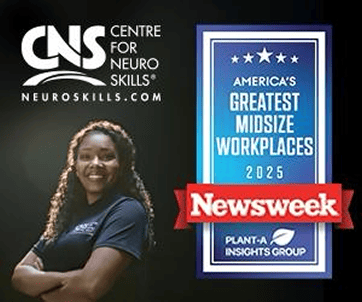 CNS
CENTRE
FOR
NEURO
SKILLS®
NEUROSKILLS.COM
AMERICA'S
GREATEST
MIDSIZE
WORKPLACES
2025
Newsweek
PLANT-A
INSIGHTS GROUP